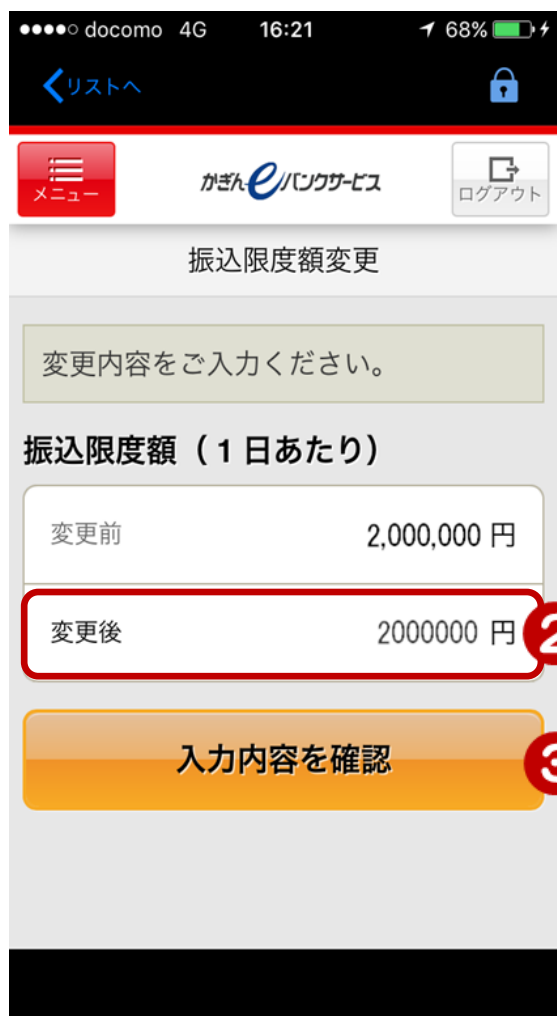 docomo 4G 16:21 68%
リストへ
メニュー
かぎんeバンクサービス
ログアウト
振込限度額変更
変更内容をご入力ください。
振込限度額（1日あたり）
変更前 2,000,000 円
変更後 2000000 円
2
入力内容を確認
3